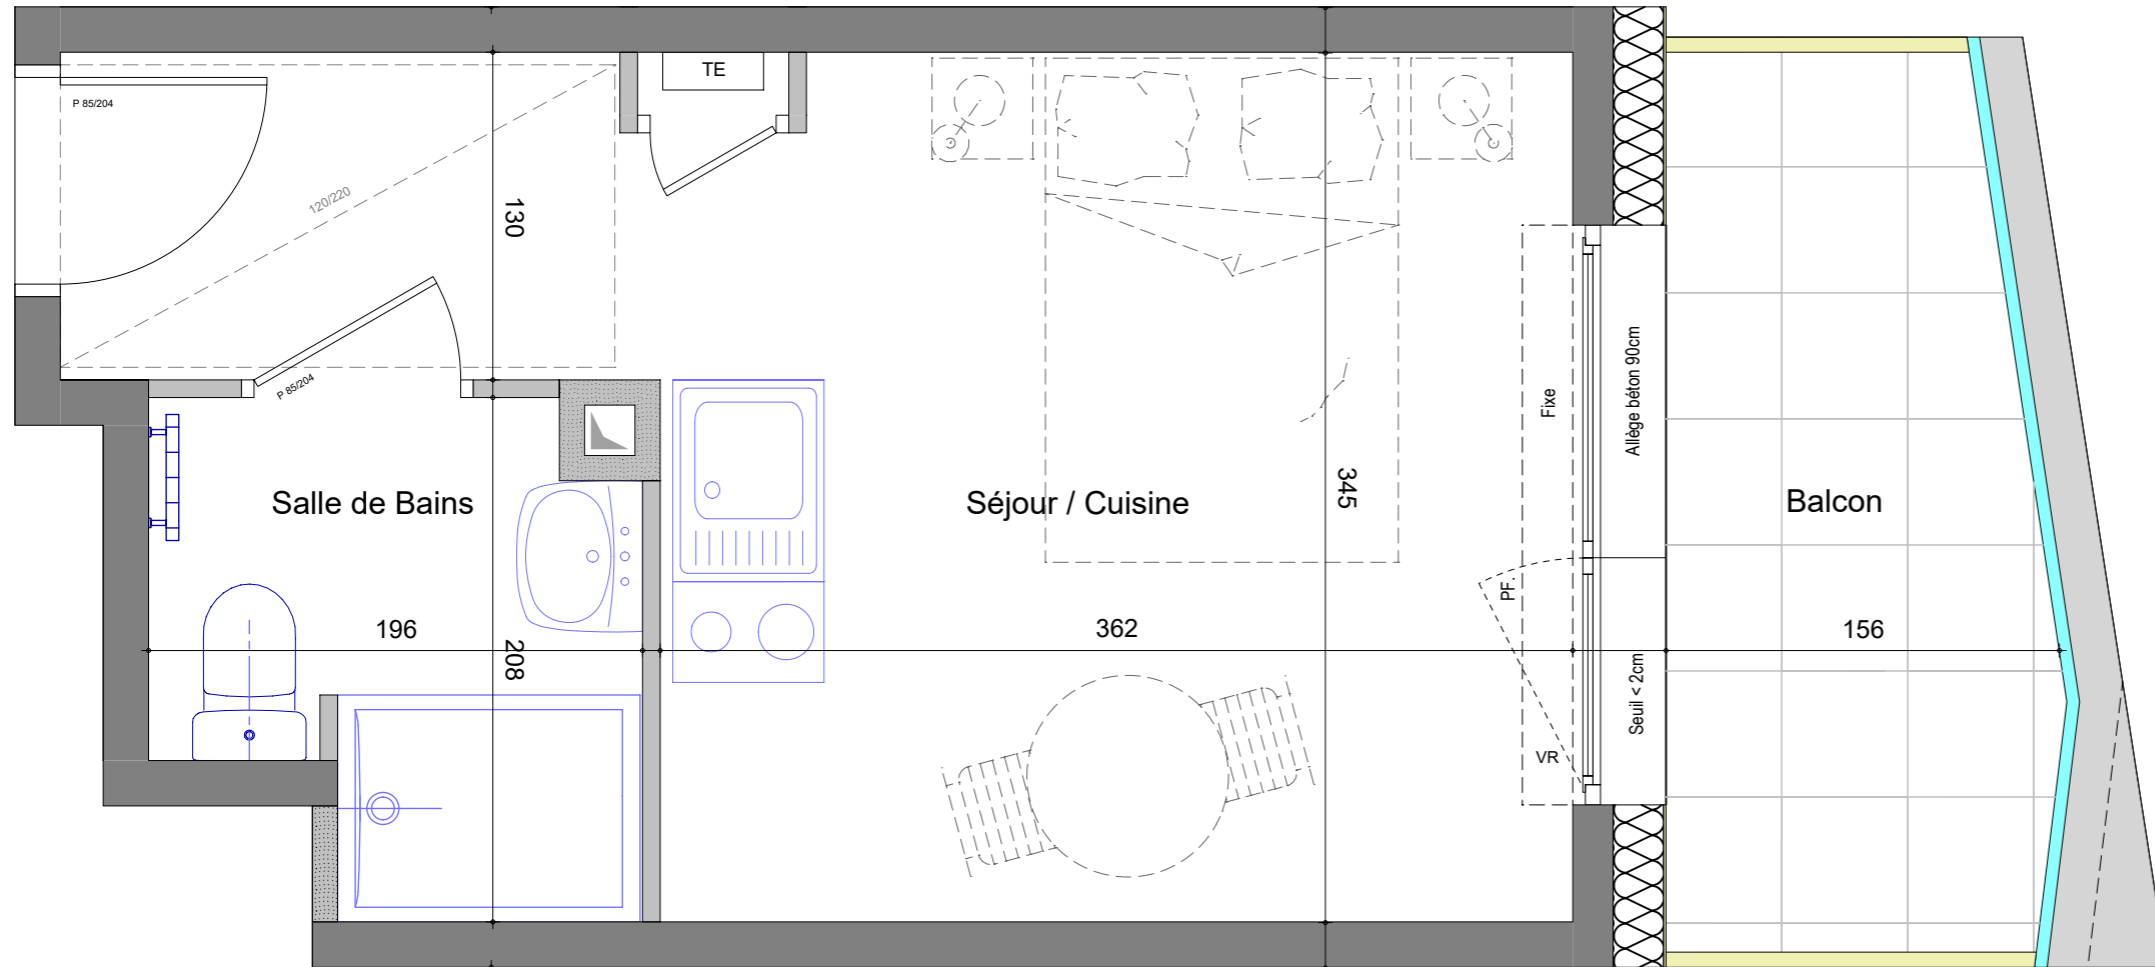 TE
P 85/204
120/220
130
P 85/204
Fixe
Allège béton 90cm
345
Salle de Bains
Séjour / Cuisine
Balcon
PF.
196
208
362
156
Seuil < 2cm
VR